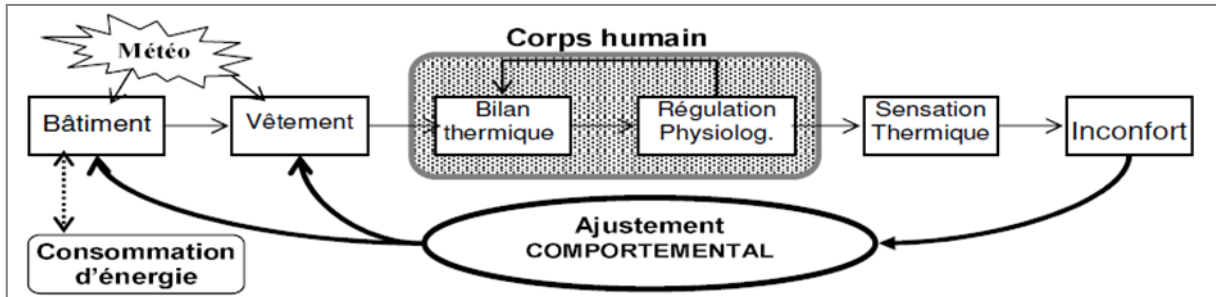 Météo
Corps humain
Bâtiment
Vêtement
Bilan
thermique
Régulation
Physiolog.
Sensation
Thermique
Inconfort
Ajustement
COMPORTEMENTAL
Consommation
d'énergie